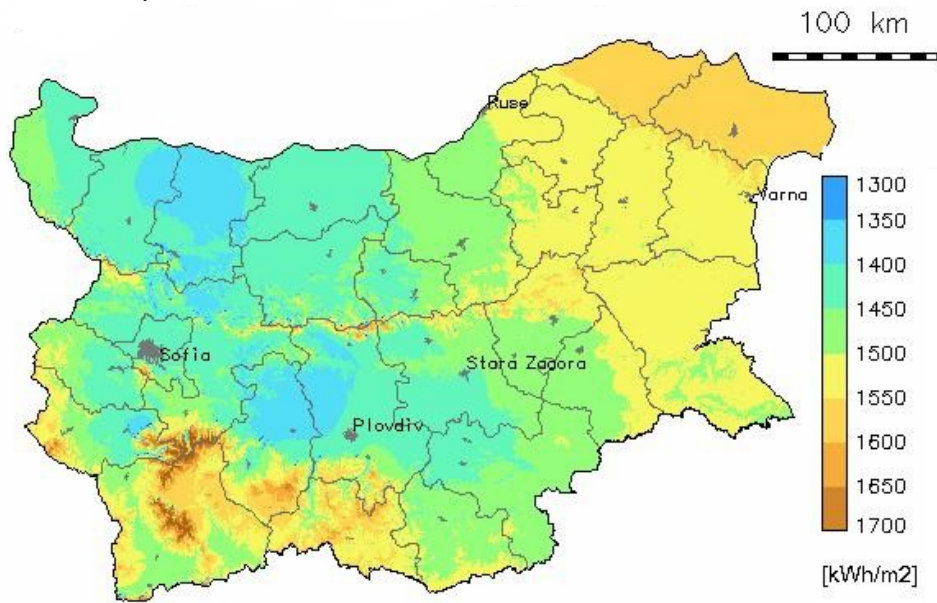 100 km
Ruse
Varna
1300
1350
1400
Sofia
1450
Stara Zagora
1500
Plovdiv
1550
1600
1650
1700
[kWh/m2]